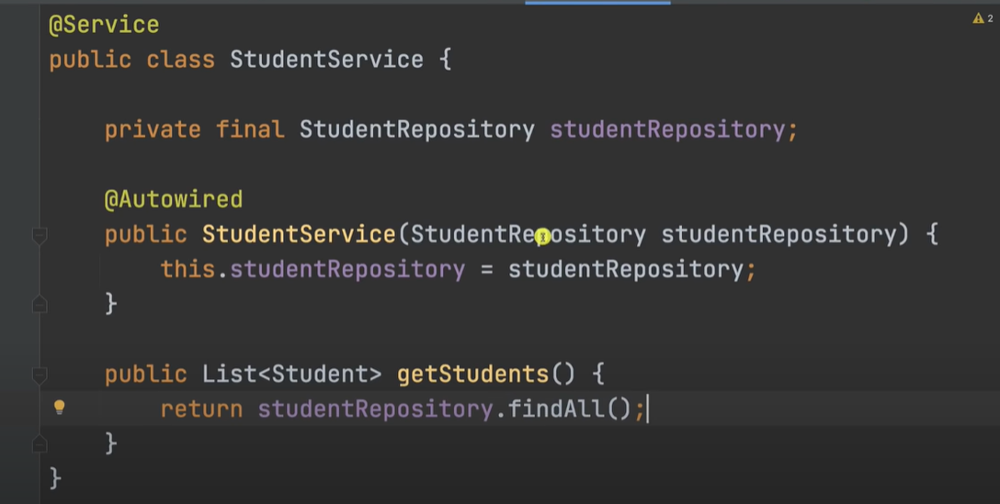 @Service
public class StudentService {
private final StudentRepository studentRepository;
@Autowired
public StudentService(StudentRepository studentRepository) {
this.studentRepository = studentRepository;
}
public List<Student> getStudents() {
return studentRepository.findAll();
}
}
2